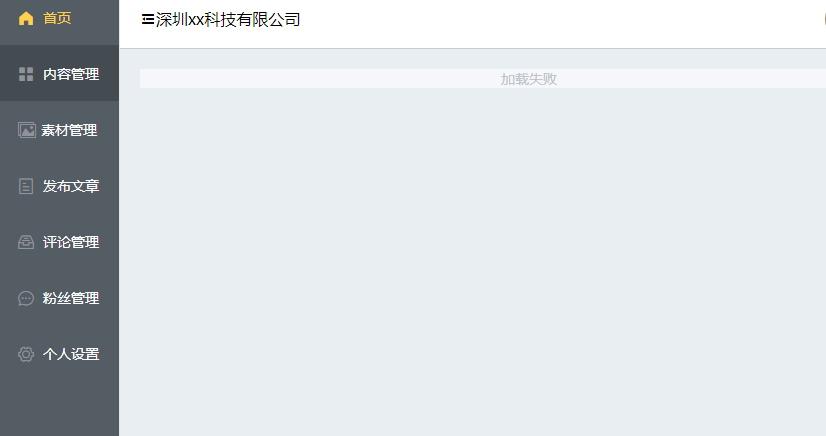 首页
内容管理
素材管理
发布文章
评论管理
粉丝管理
个人设置
深圳xx科技有限公司
加载失败